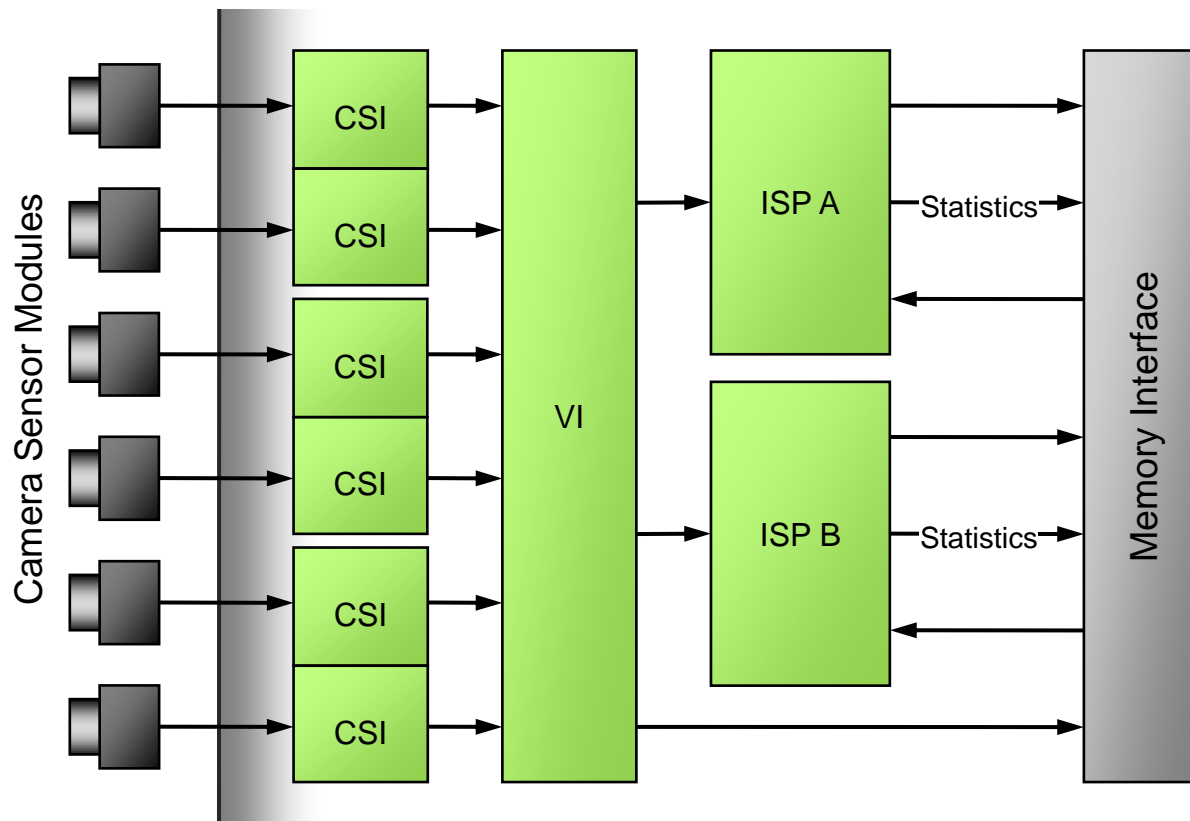 Camera Sensor Modules
CSI
CSI
CSI
CSI
CSI
CSI
VI
ISP A
Statistics
ISP B
Statistics
Memory Interface